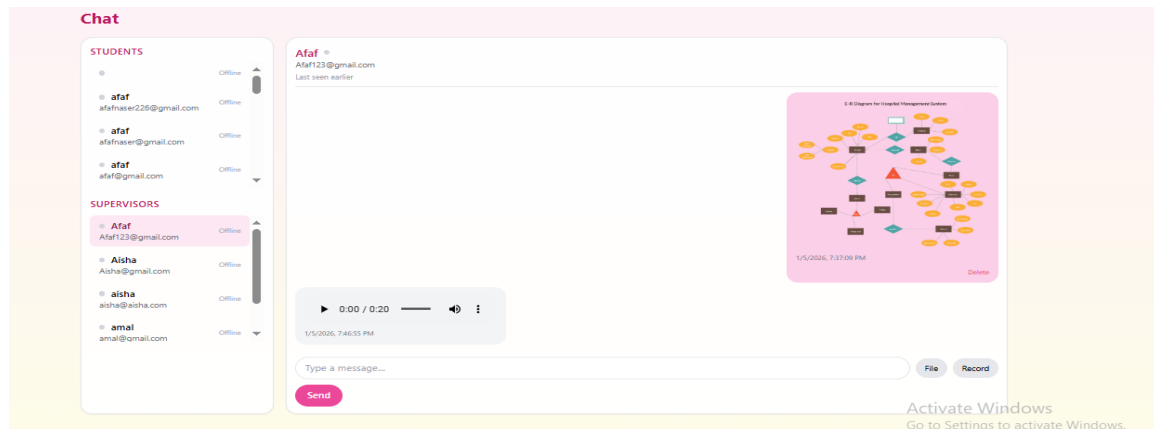 Chat
STUDENTS
Offline
afaf
afafnaser226@gmail.com
Offline
afaf
afafnaser@gmail.com
Offline
afaf
afaf@gmail.com
Offline
SUPERVISORS
Afaf
Afaf123@gmail.com
Offline
Aisha
Aisha@gmail.com
Offline
aisha
aisha@aisha.com
Offline
amal
amal@gmail.com
Offline
Afaf
Afaf123@gmail.com
Last seen earlier
E-R Diagram for Hospital Management System
1/5/2026, 7:37:09 PM
Delete
0:00 / 0:20
1/5/2026, 7:46:55 PM
Type a message...
File
Record
Send
Activate Windows
Go to Settings to activate Windows.